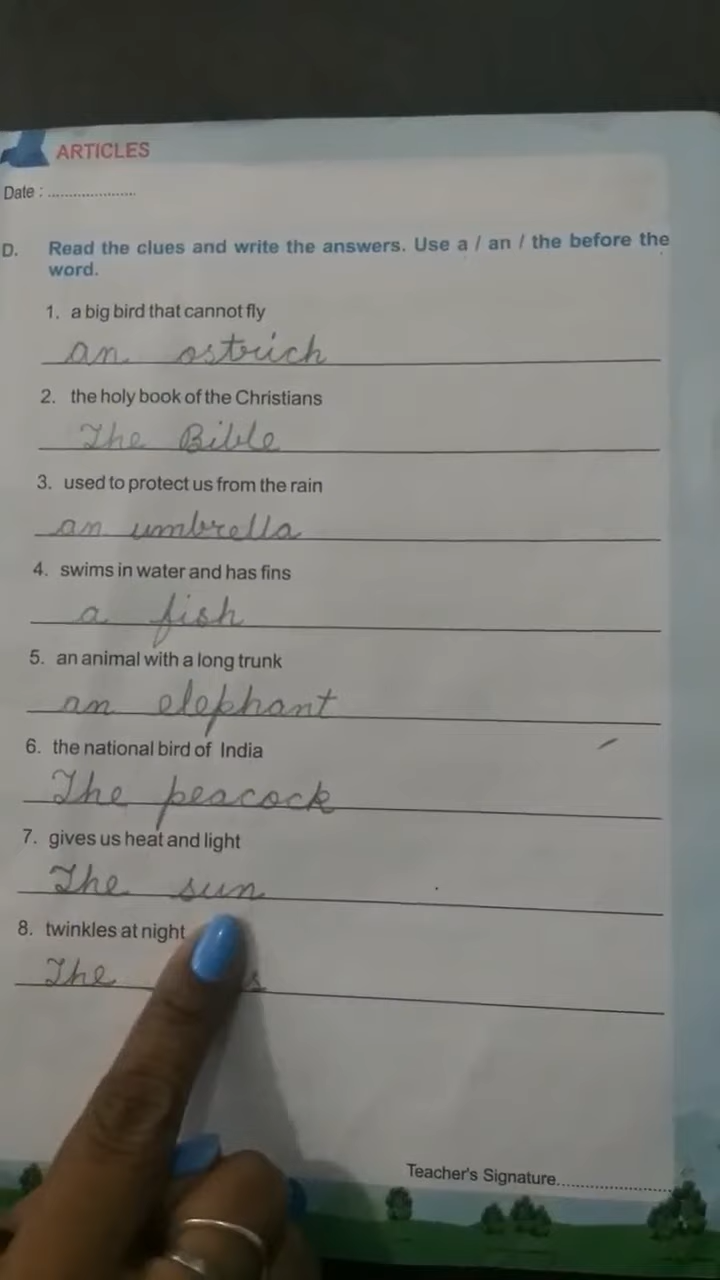 ARTICLES
Date : ....................
D. Read the clues and write the answers. Use a / an / the before the
word.
1. a big bird that cannot fly
an ostrich
2. the holy book of the Christians
The Bible
3. used to protect us from the rain
an umbrella
4. swims in water and has fins
a fish
5. an animal with a long trunk
an elephant
6. the national bird of India
The peacock
7. gives us heat and light
The sun
8. twinkles at night
The
Teacher's Signature..........................